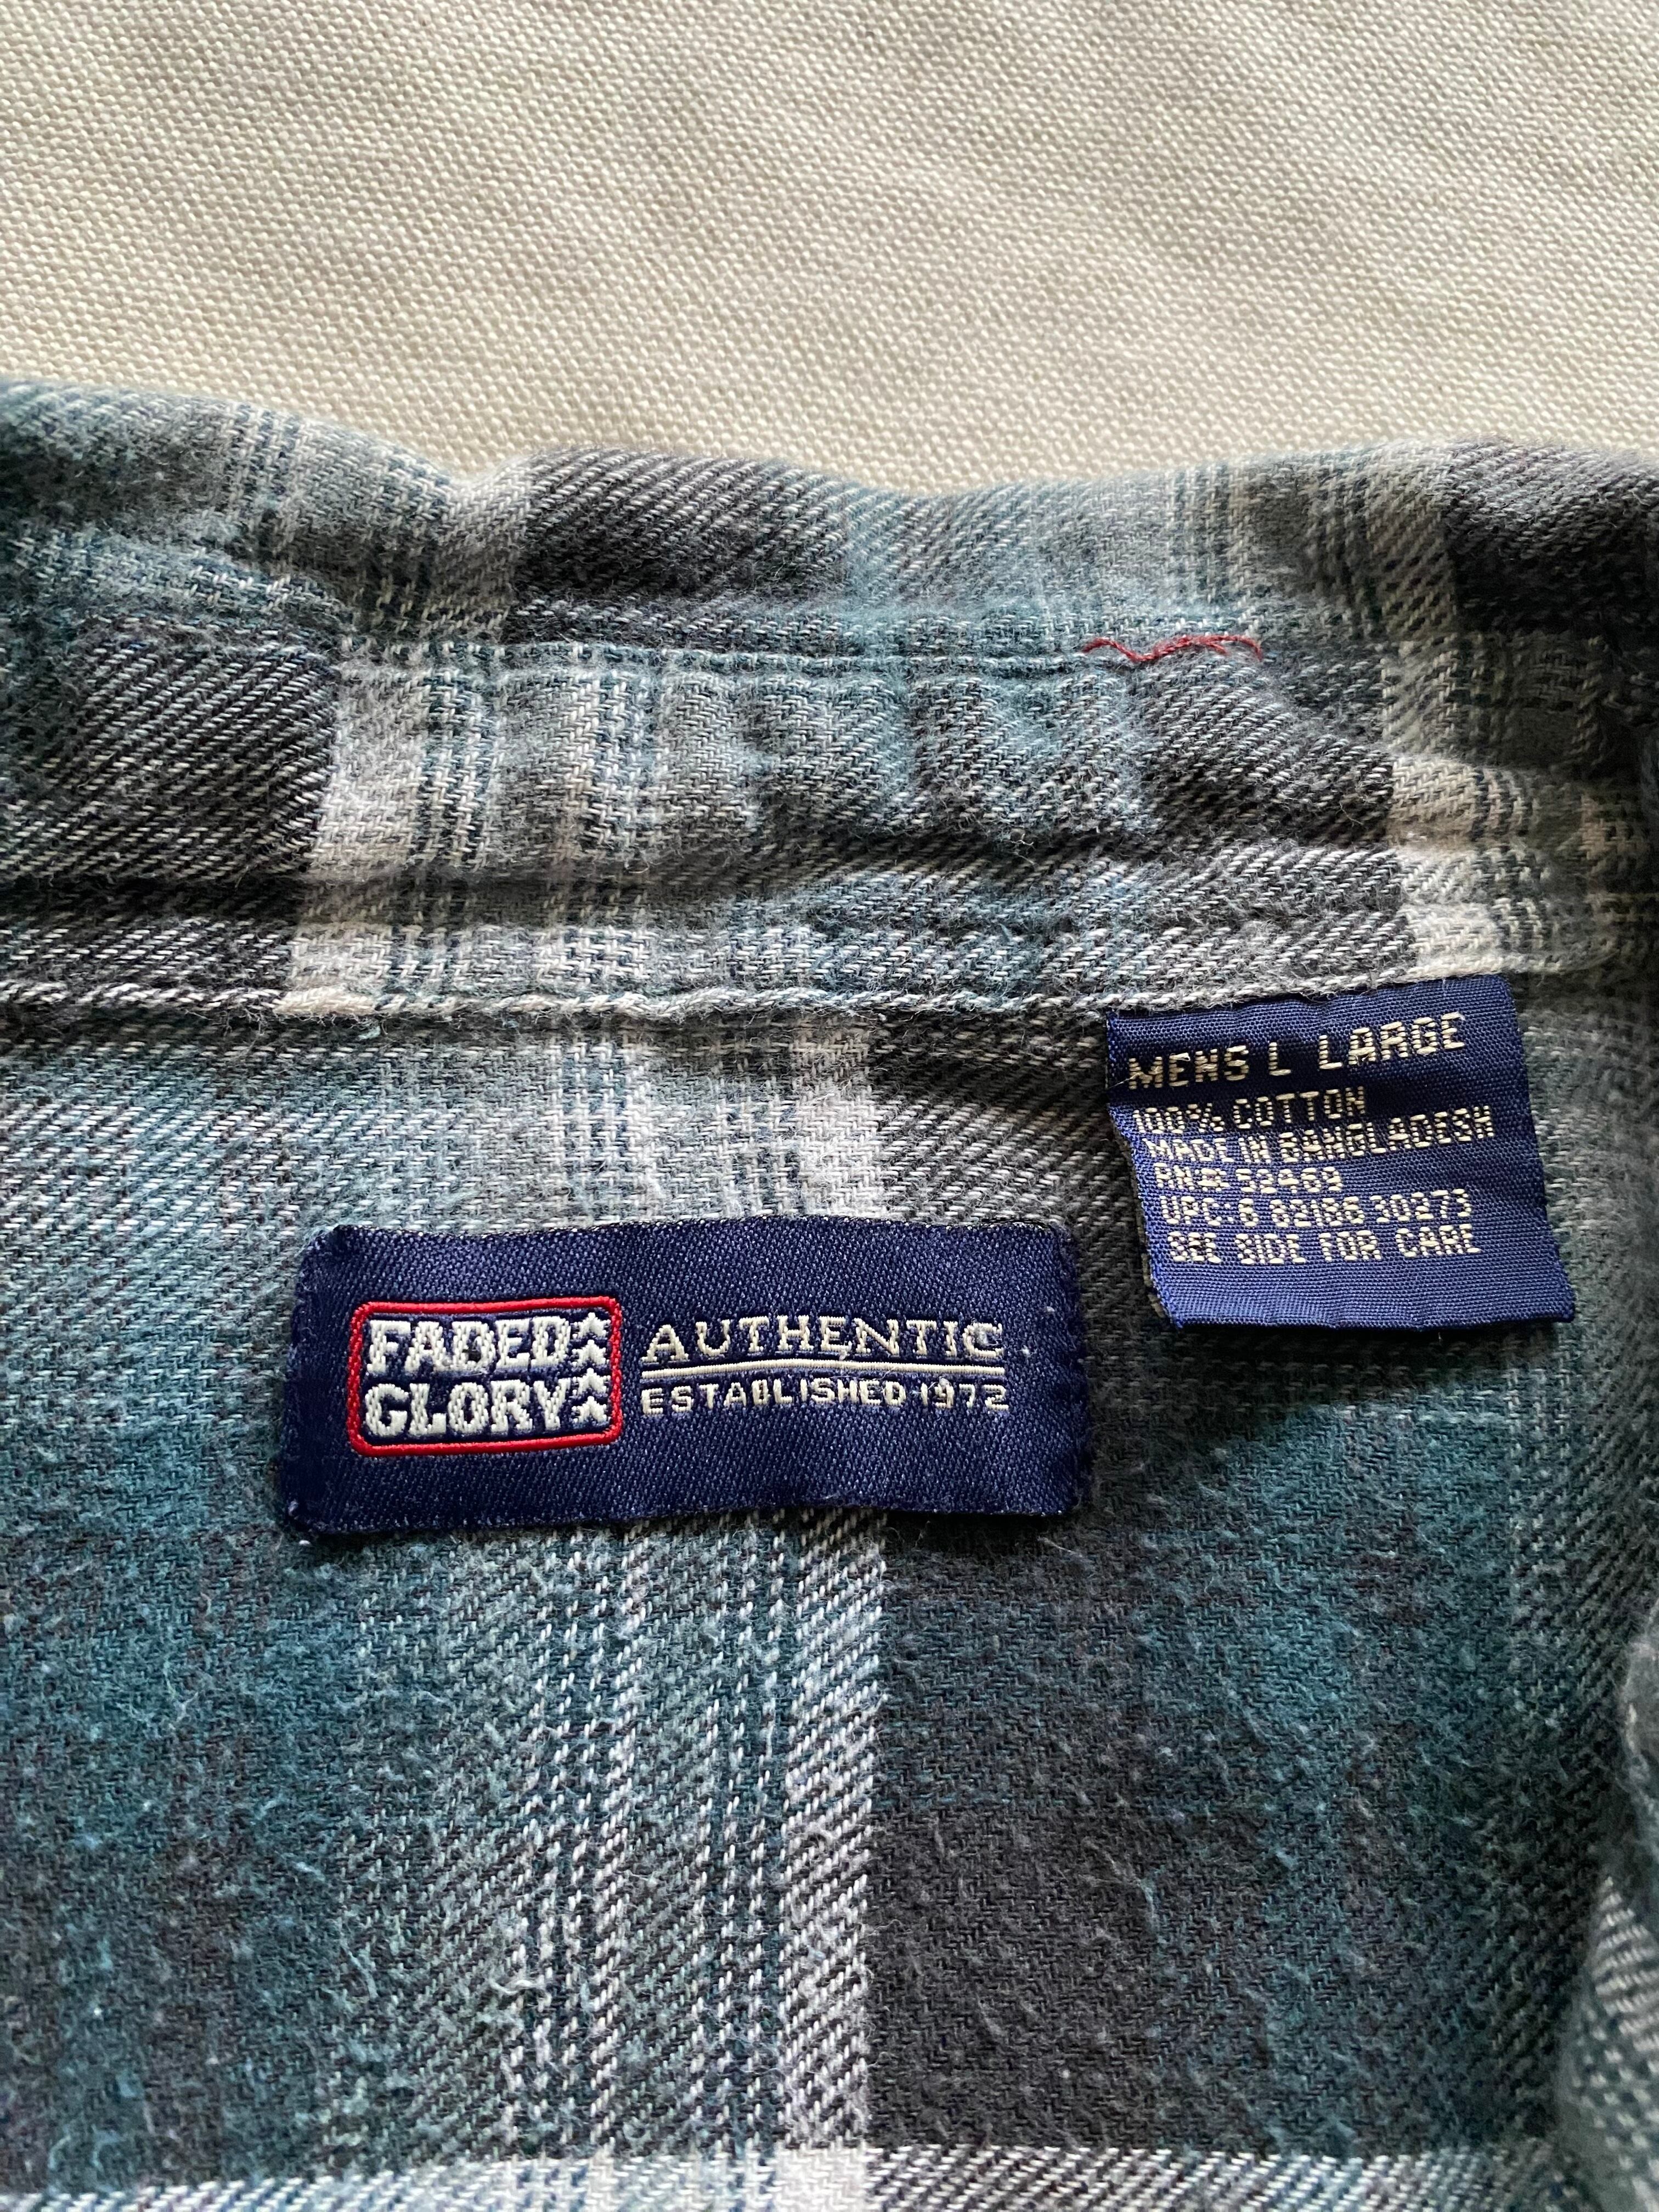 MENS L LARGE
100% COTTON
MADE IN BANGLADESH
RN#: 52469
UPC: 6 62186 30273
SEE SIDE FOR CARE
FADED
GLORY
AUTHENTIC
ESTABLISHED 1972